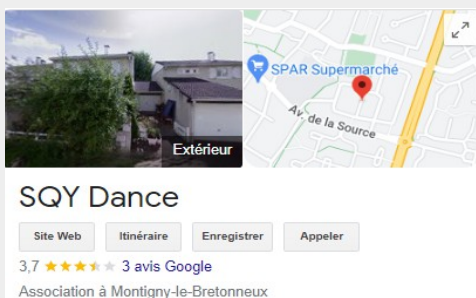 Extérieur
SPAR Supermarché
Av. de la Source
SQY Dance
Site Web Itinéraire Enregistrer Appeler
3,7 3 avis Google
Association à Montigny-le-Bretonneux